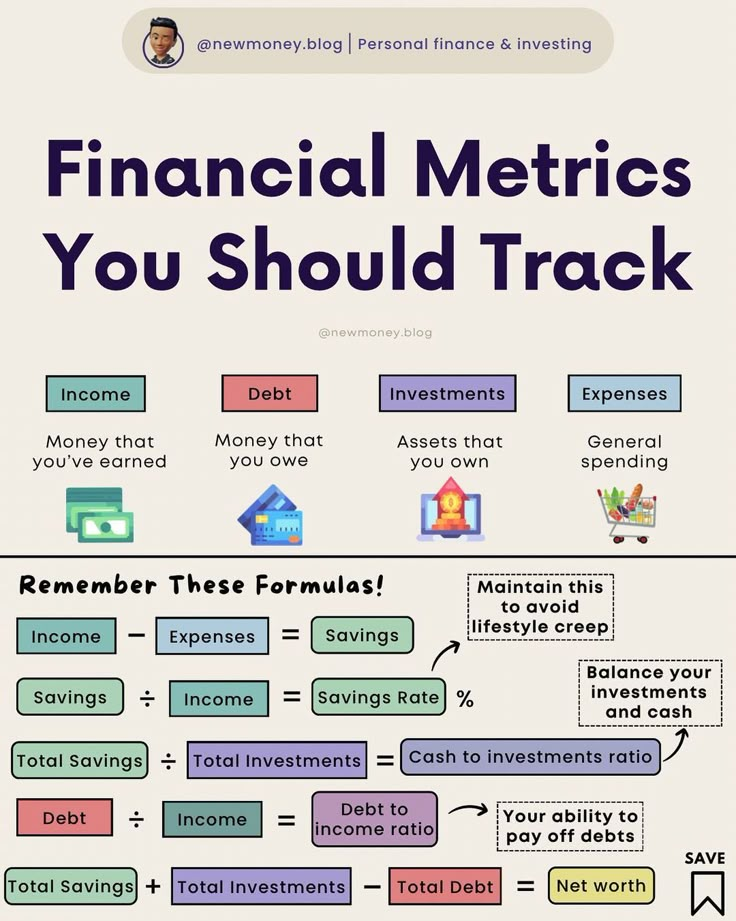 @newmoney.blog | Personal finance & investing
Financial Metrics
You Should Track
@newmoney.blog
Income Debt Investments Expenses
Money that Money that Assets that General
you've earned you owe you own spending
Remember These Formulas!
Maintain this
to avoid
lifestyle creep
Income − Expenses = Savings
Savings ÷ Income = Savings Rate %
Balance your
investments
and cash
Total Savings ÷ Total Investments = Cash to investments ratio
Debt ÷ Income = Debt to
income ratio
Your ability to
pay off debts
SAVE
Total Savings + Total Investments − Total Debt = Net worth